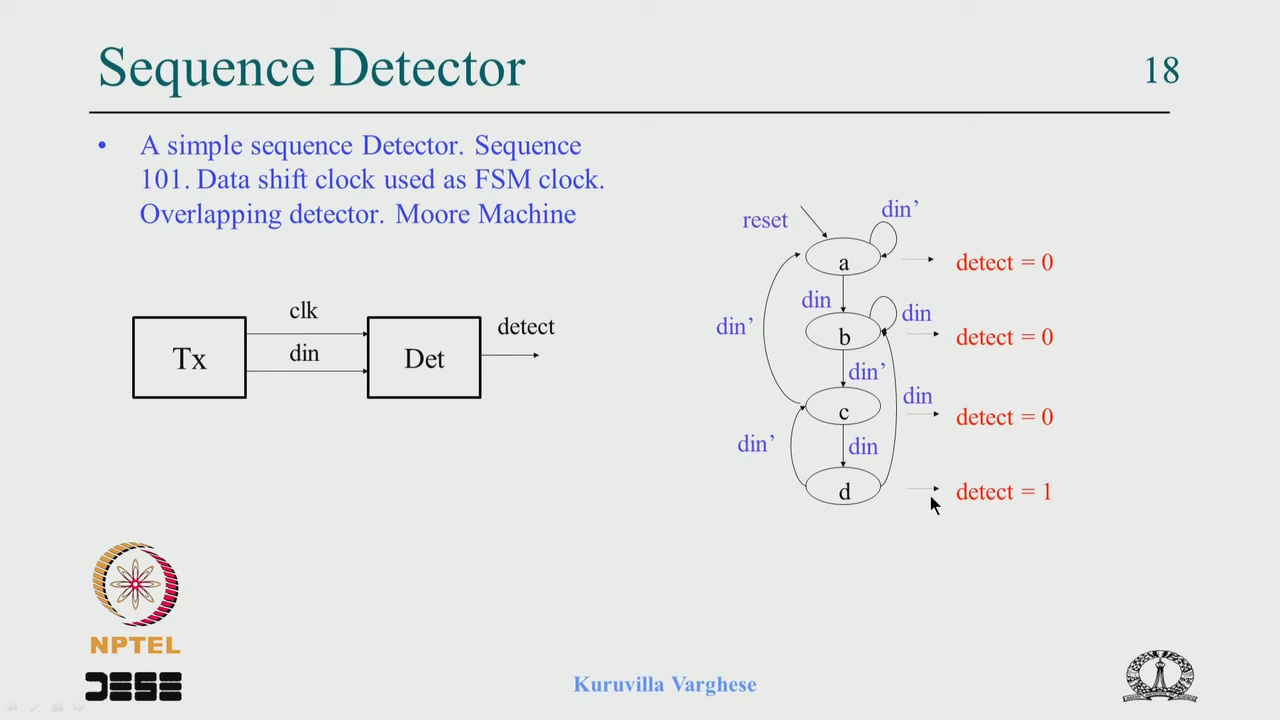 Sequence Detector
18
• A simple sequence Detector. Sequence
101. Data shift clock used as FSM clock.
Overlapping detector. Moore Machine
reset
din’
a
detect = 0
din
din’
b
din
detect = 0
din’
c
din
detect = 0
din’
din
d
detect = 1
clk
din
Tx
Det
detect
NPTEL
DESE
Kuruvilla Varghese